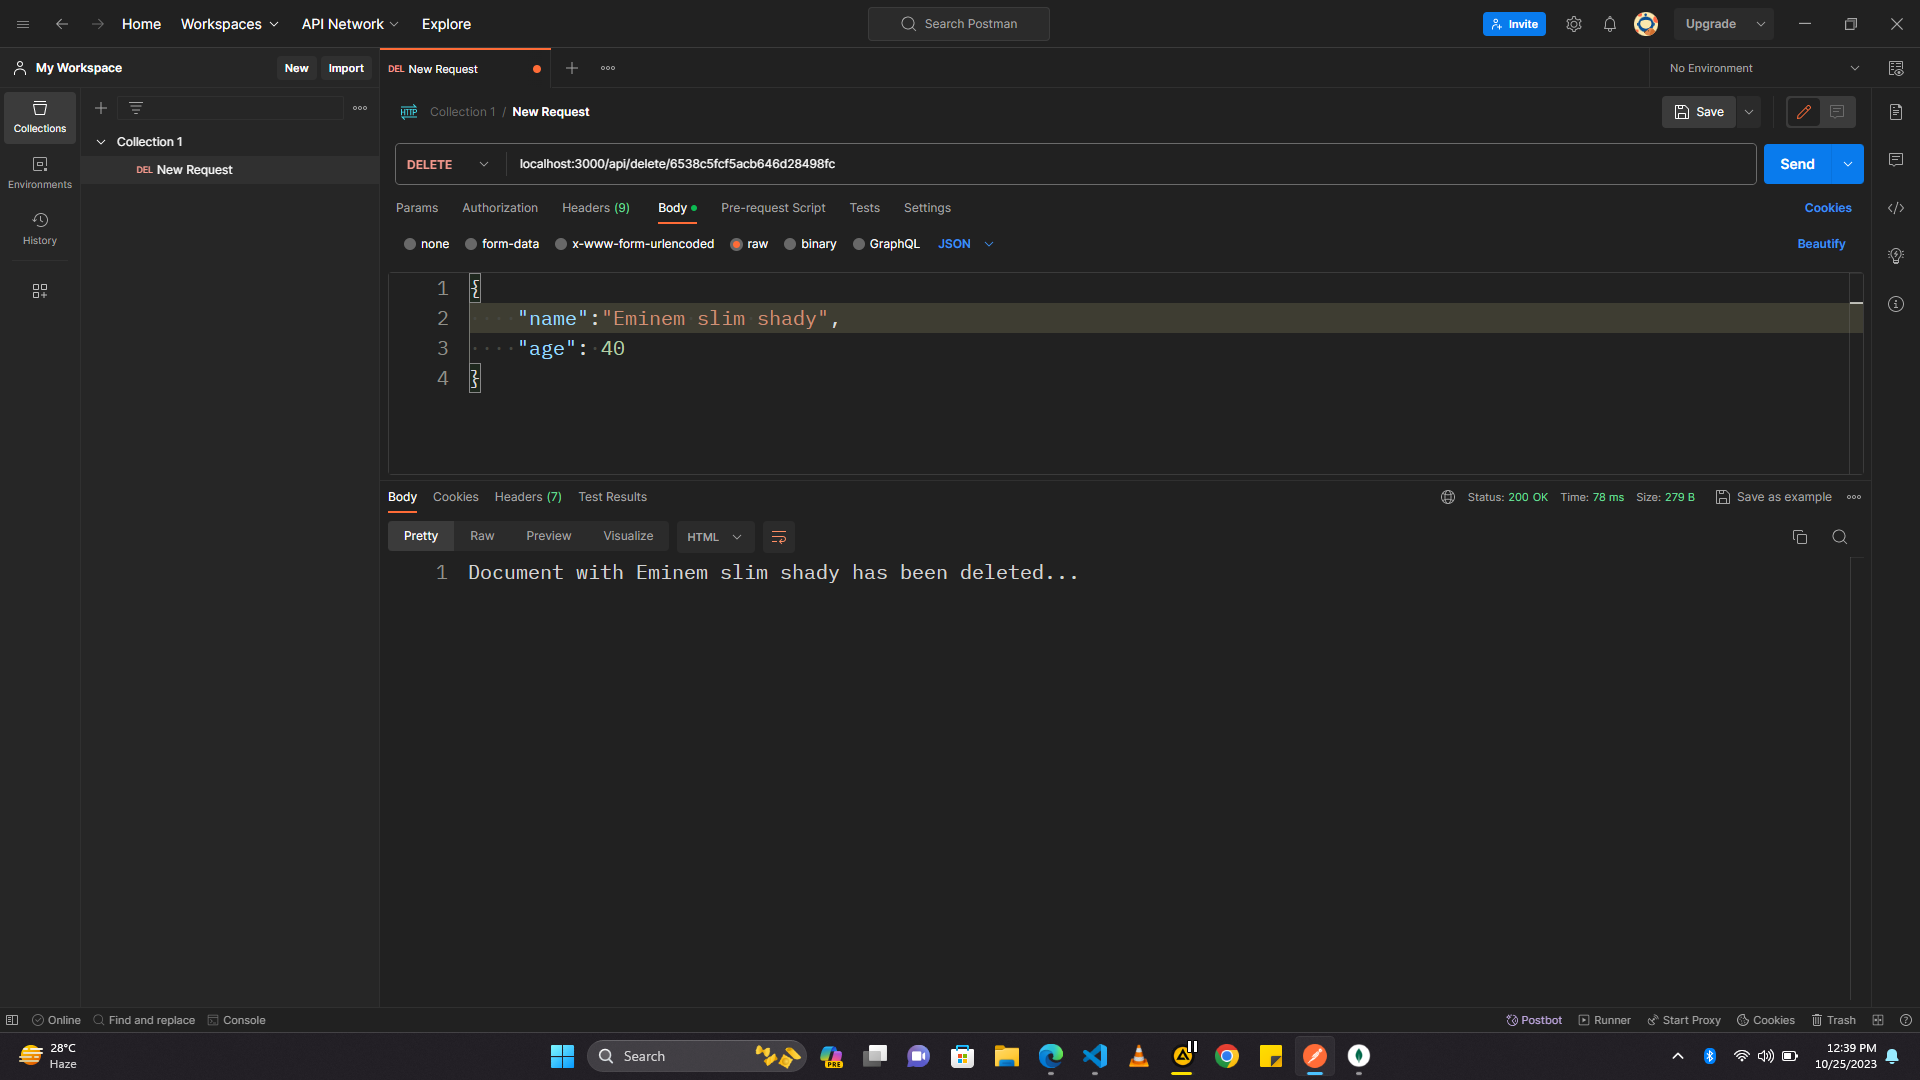 Home
Workspaces
API Network
Explore
Search Postman
Invite
Upgrade
My Workspace
New
Import
DEL New Request
No Environment
Collections
Environments
History
Collection 1
DEL New Request
HTTP Collection 1 / New Request
Save
DELETE
localhost:3000/api/delete/6538c5fcf5acb646d28498fc
Send
Params
Authorization
Headers (9)
Body
Pre-request Script
Tests
Settings
Cookies
none
form-data
x-www-form-urlencoded
raw
binary
GraphQL
JSON
Beautify
1 {
2 "name":"Eminem slim shady",
3 "age": 40
4 }
Body
Cookies
Headers (7)
Test Results
Status: 200 OK
Time: 78 ms
Size: 279 B
Save as example
Pretty
Raw
Preview
Visualize
HTML
1 Document with Eminem slim shady has been deleted...
Online
Find and replace
Console
Postbot
Runner
Start Proxy
Cookies
Trash
28°C
Haze
Search
PRE
12:39 PM
10/25/2023